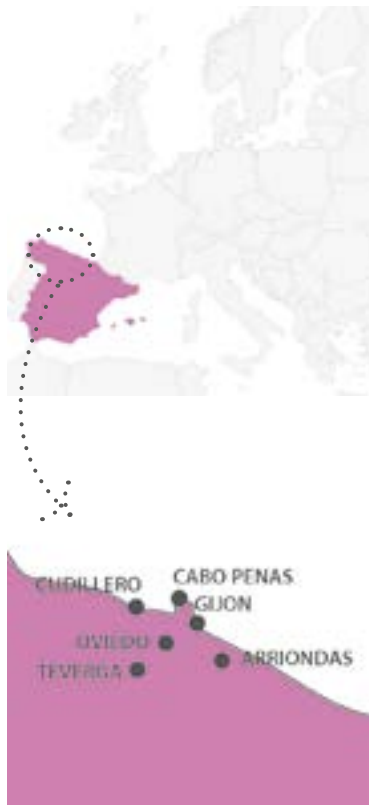 CUDILLERO
CABO PENAS
GIJON
OVIEDO
ARRIONDAS
TEVERGA